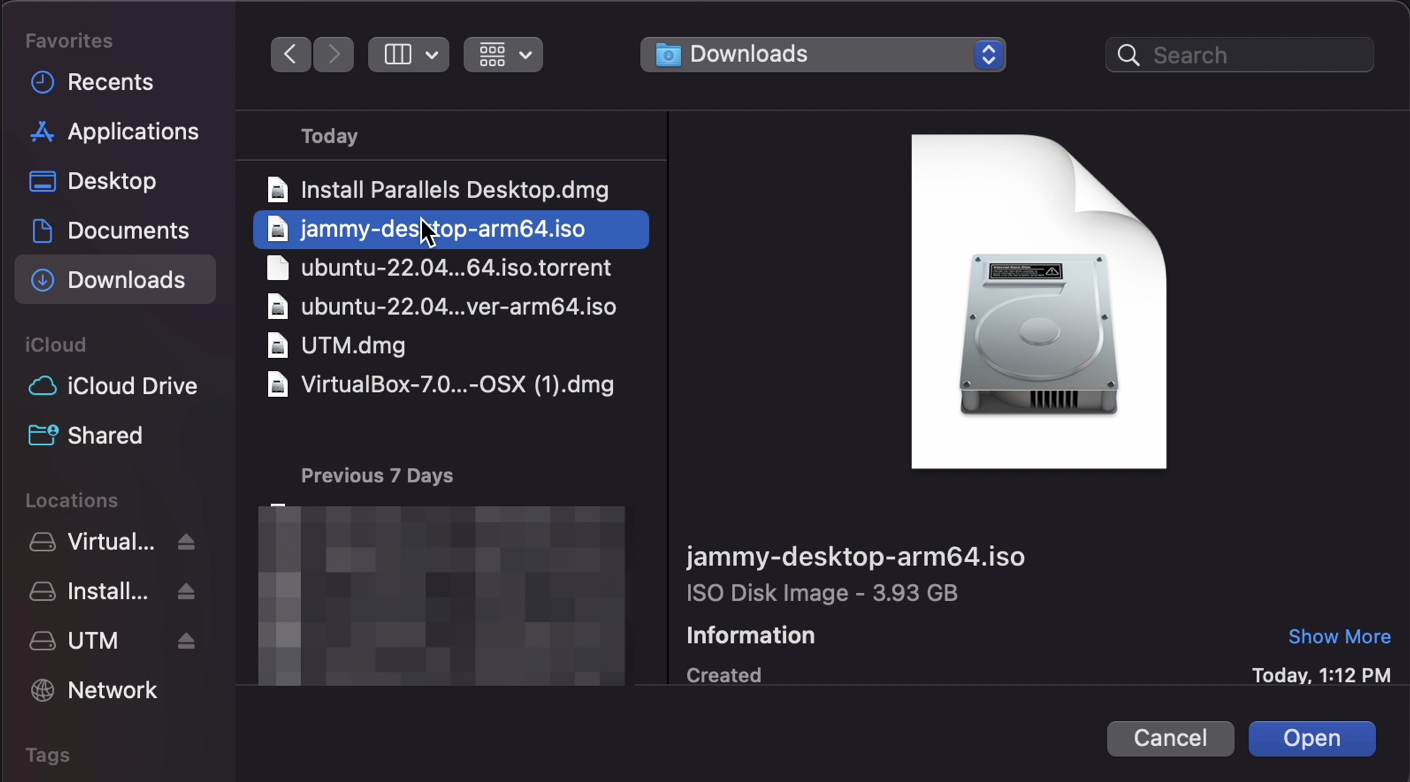 Favorites
Recents
Applications
Desktop
Documents
Downloads
iCloud
iCloud Drive
Shared
Locations
Virtual...
Install...
UTM
Network
Tags
Downloads
Search
Today
Install Parallels Desktop.dmg
jammy-desktop-arm64.iso
ubuntu-22.04...64.iso.torrent
ubuntu-22.04...ver-arm64.iso
UTM.dmg
VirtualBox-7.0...-OSX (1).dmg
Previous 7 Days
jammy-desktop-arm64.iso
ISO Disk Image - 3.93 GB
Information
Show More
Created
Today, 1:12 PM
Cancel
Open